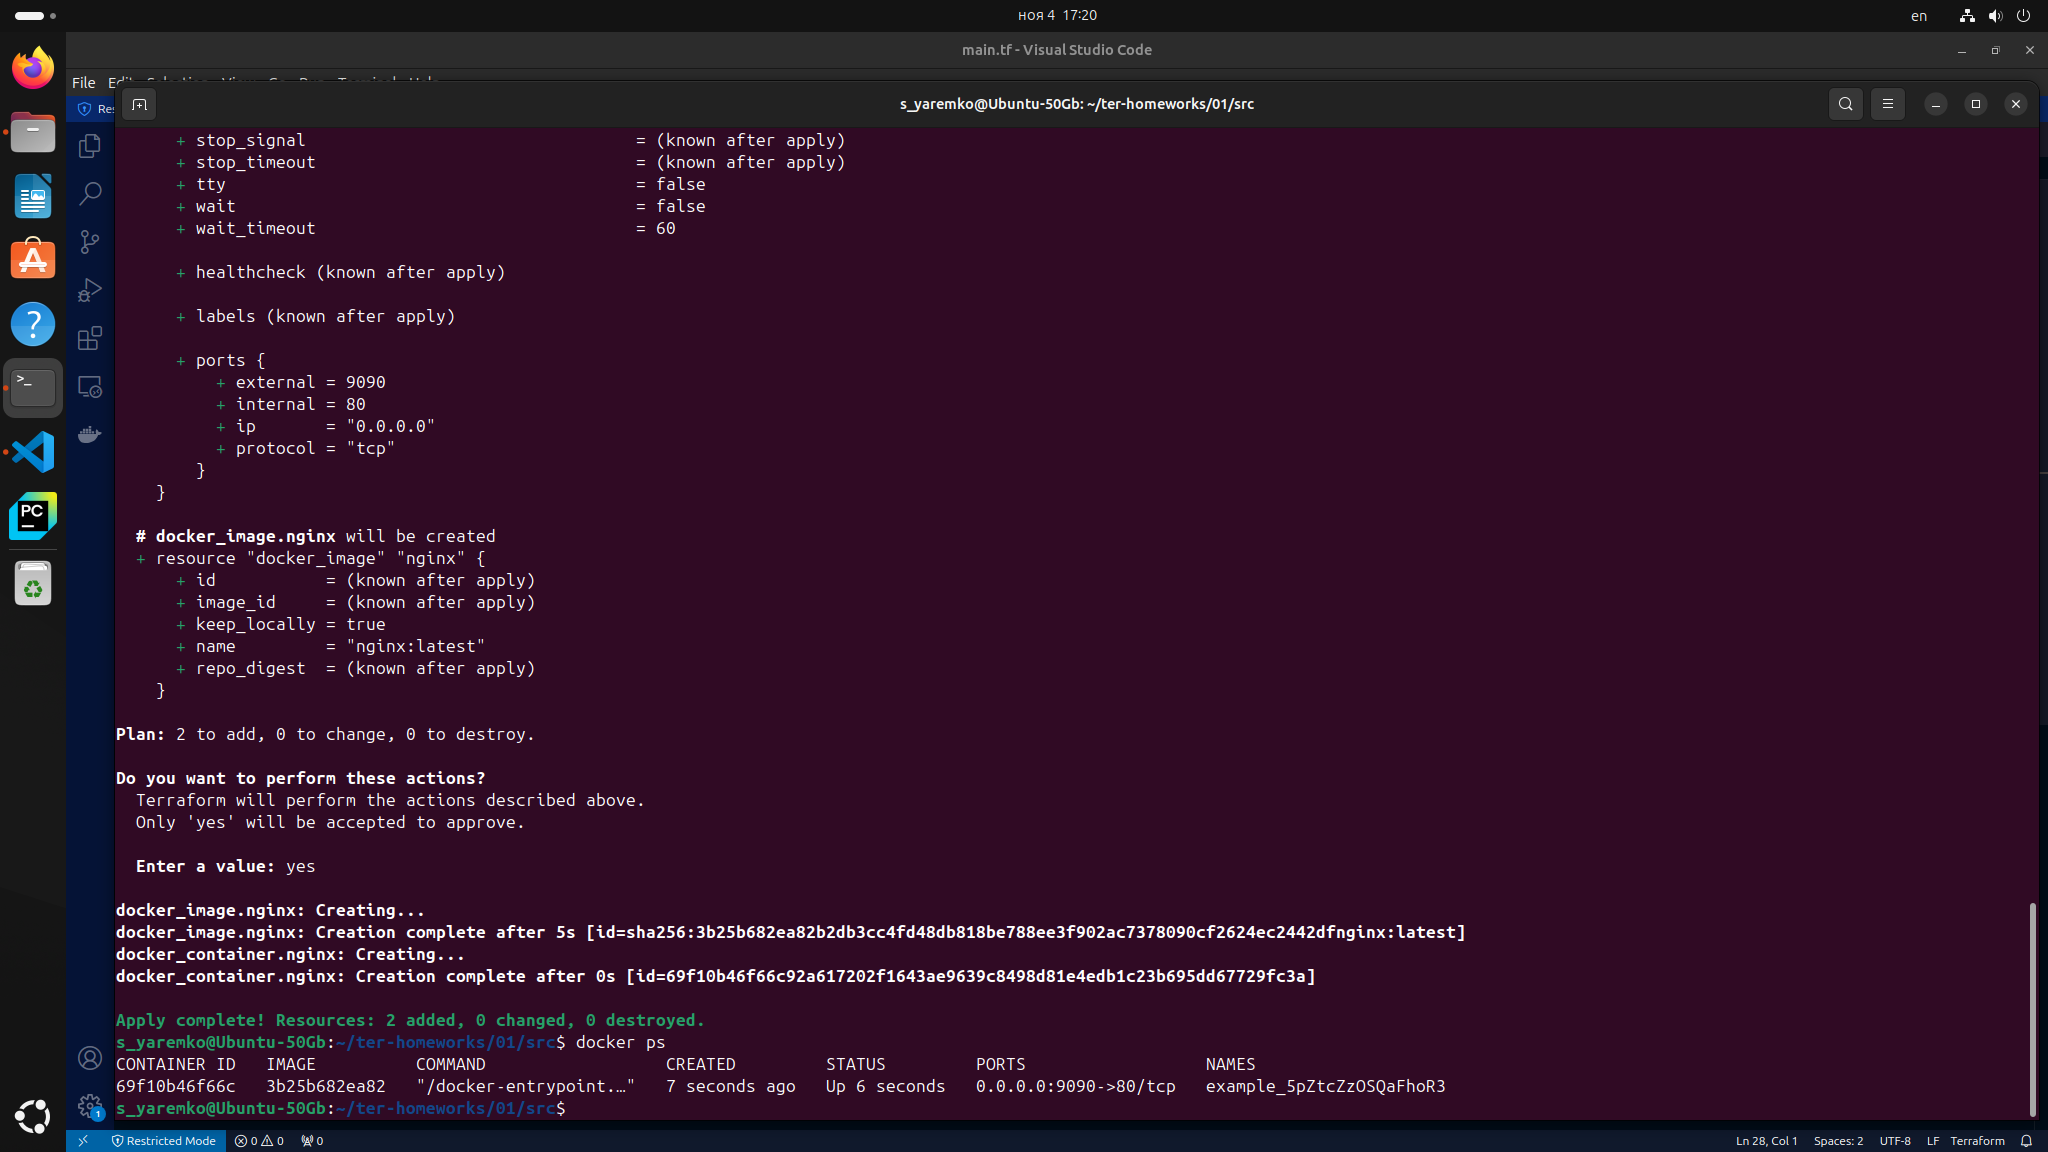 ноя 4 17:20
en
main.tf - Visual Studio Code
File
s_yaremko@Ubuntu-50Gb: ~/ter-homeworks/01/src
+ stop_signal = (known after apply)
+ stop_timeout = (known after apply)
+ tty = false
+ wait = false
+ wait_timeout = 60
+ healthcheck (known after apply)
+ labels (known after apply)
+ ports {
+ external = 9090
+ internal = 80
+ ip = "0.0.0.0"
+ protocol = "tcp"
}
}
# docker_image.nginx will be created
+ resource "docker_image" "nginx" {
+ id = (known after apply)
+ image_id = (known after apply)
+ keep_locally = true
+ name = "nginx:latest"
+ repo_digest = (known after apply)
}
Plan: 2 to add, 0 to change, 0 to destroy.
Do you want to perform these actions?
Terraform will perform the actions described above.
Only 'yes' will be accepted to approve.
Enter a value: yes
docker_image.nginx: Creating...
docker_image.nginx: Creation complete after 5s [id=sha256:3b25b682ea82b2db3cc4fd48db818be788ee3f902ac7378090cf2624ec2442dfnginx:latest]
docker_container.nginx: Creating...
docker_container.nginx: Creation complete after 0s [id=69f10b46f66c92a617202f1643ae9639c8498d81e4edb1c23b695dd67729fc3a]
Apply complete! Resources: 2 added, 0 changed, 0 destroyed.
s_yaremko@Ubuntu-50Gb:~/ter-homeworks/01/src$ docker ps
CONTAINER ID IMAGE COMMAND CREATED STATUS PORTS NAMES
69f10b46f66c 3b25b682ea82 "/docker-entrypoint.…" 7 seconds ago Up 6 seconds 0.0.0.0:9090->80/tcp example_5pZtcZzOSQaFhoR3
s_yaremko@Ubuntu-50Gb:~/ter-homeworks/01/src$
Restricted Mode 0 0 0 Ln 28, Col 1 Spaces: 2 UTF-8 LF Terraform